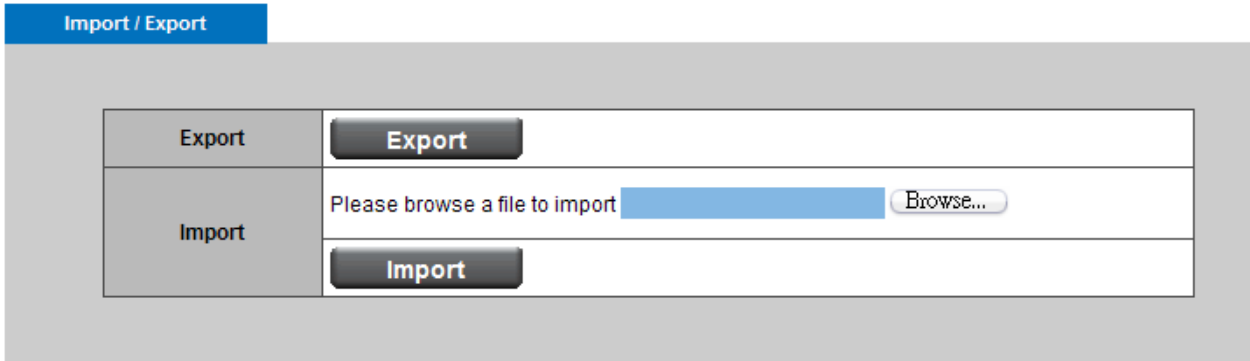 Import / Export
Export
Export
Import
Please browse a file to import
Browse...
Import